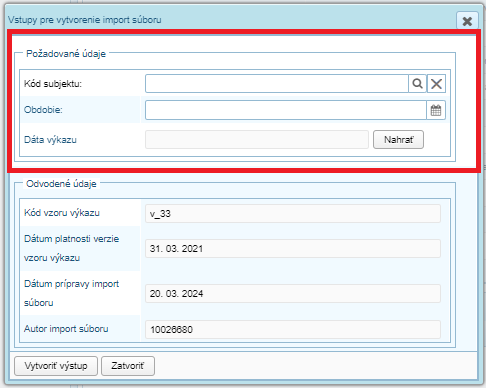 Vstupy pre vytvorenie import súboru
Požadované údaje
Kód subjektu:
Obdobie:
Dáta výkazu
Nahrať
Odvodené údaje
Kód vzoru výkazu
v_33
Dátum platnosti verzie
vzoru výkazu
31. 03. 2021
Dátum prípravy import
súboru
20. 03. 2024
Autor import súboru
10026680
Vytvoriť výstup
Zatvoriť